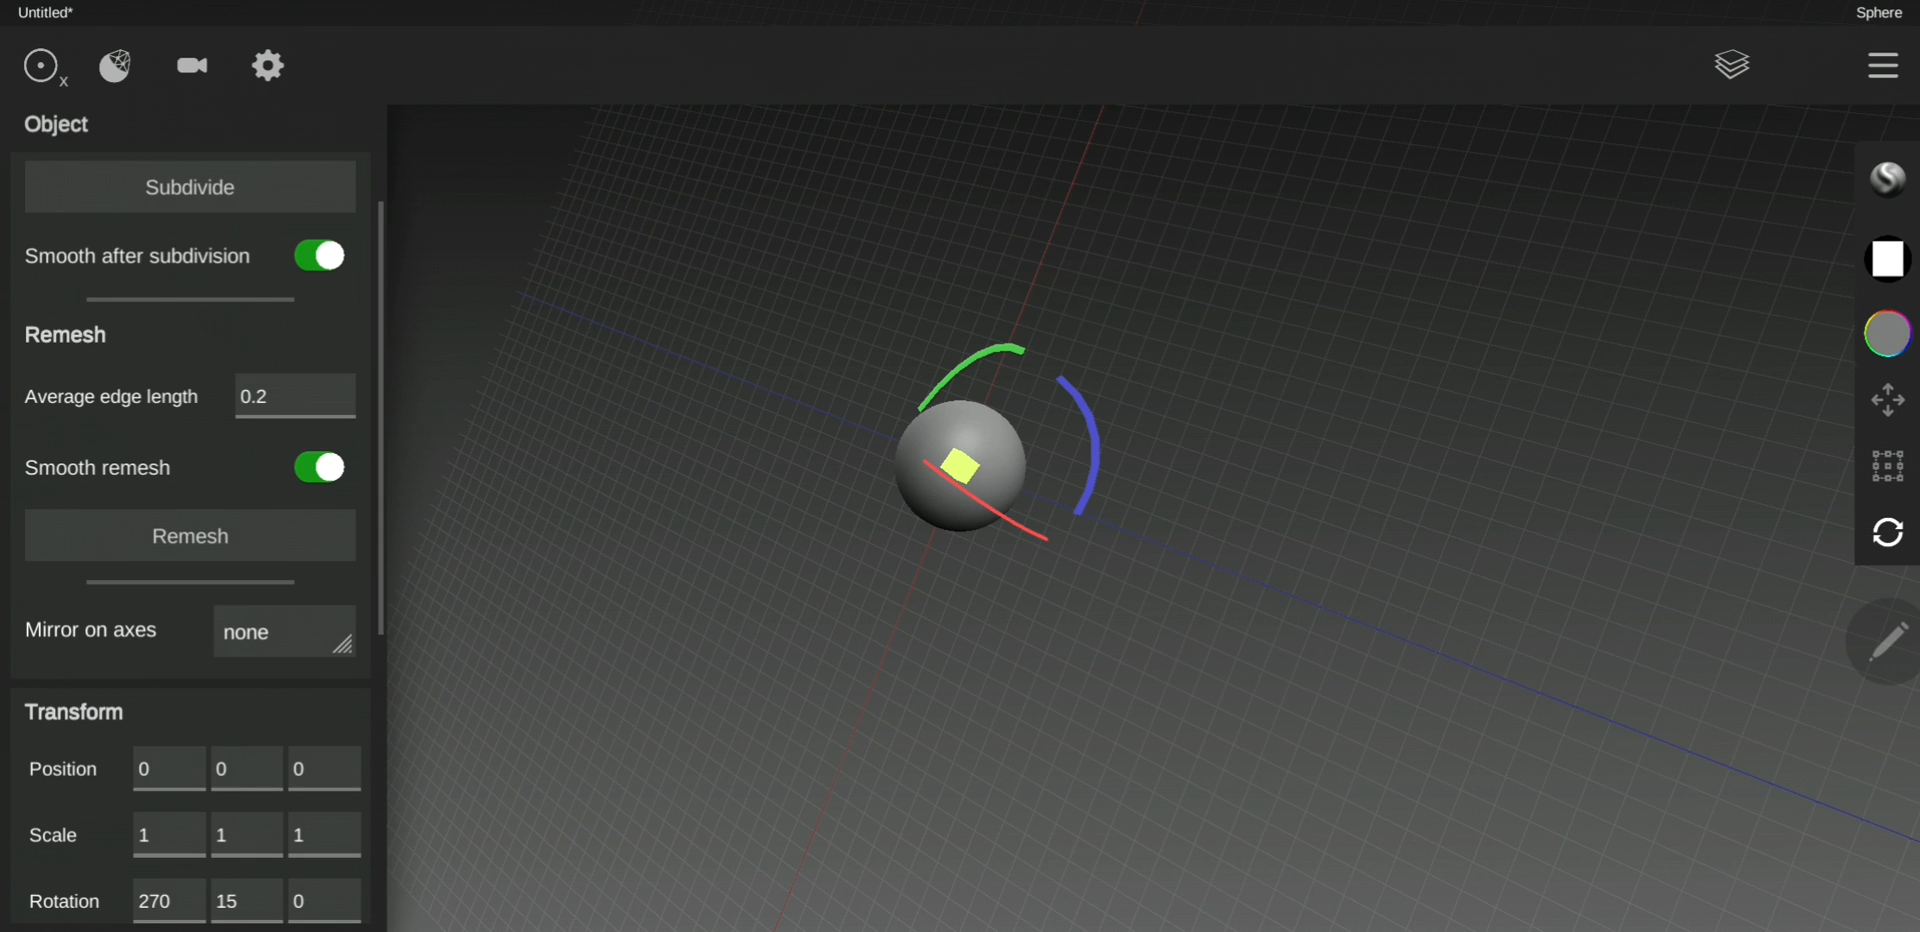 Untitled*
Sphere
x
Object
Subdivide
Smooth after subdivision
Remesh
Average edge length 0.2
Smooth remesh
Remesh
Mirror on axes none
Transform
Position 0 0 0
Scale 1 1 1
Rotation 270 15 0